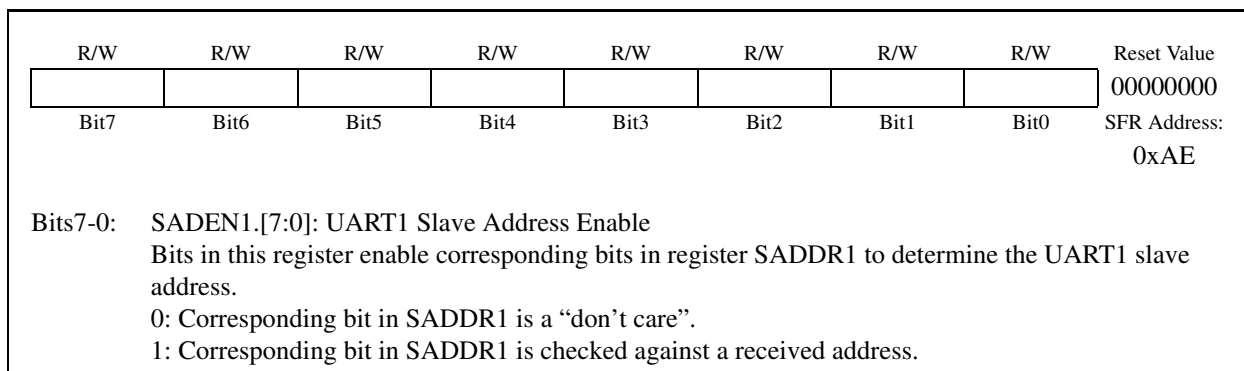 R/W R/W R/W R/W R/W R/W R/W R/W Reset Value
00000000
Bit7 Bit6 Bit5 Bit4 Bit3 Bit2 Bit1 Bit0 SFR Address:
0xAE
Bits7-0: SADEN1.[7:0]: UART1 Slave Address Enable
Bits in this register enable corresponding bits in register SADDR1 to determine the UART1 slave
address.
0: Corresponding bit in SADDR1 is a “don’t care”.
1: Corresponding bit in SADDR1 is checked against a received address.